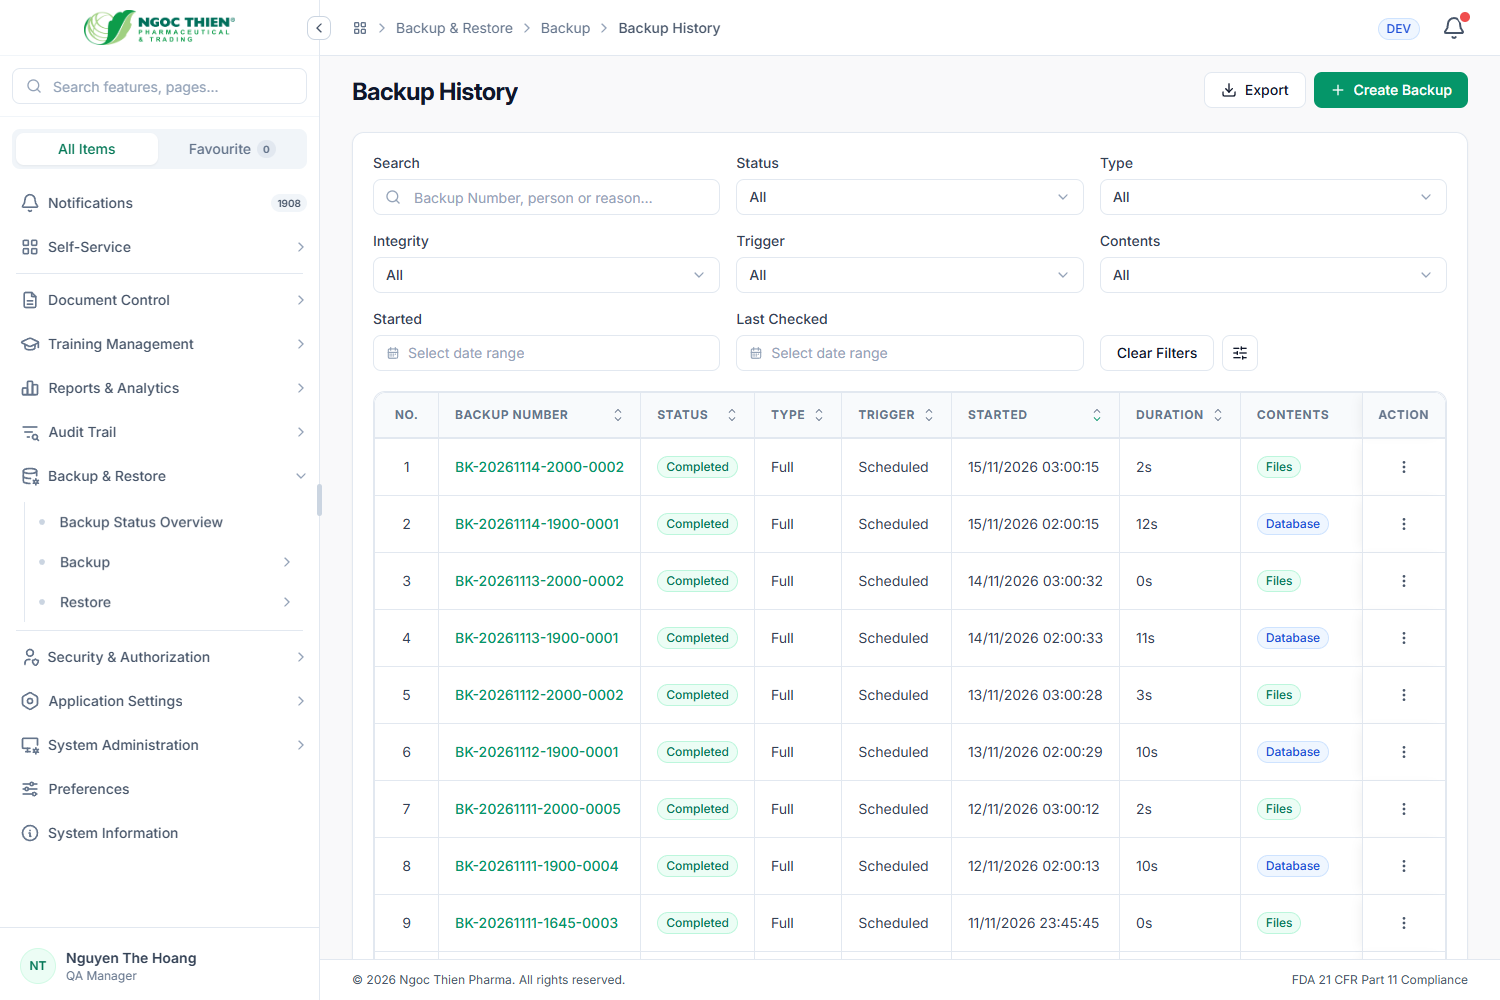 NGOC THIEN®
PHARMACEUTICAL
& TRADING
Search features, pages...
All Items
Favourite 0
Notifications 1908
Self-Service
Document Control
Training Management
Reports & Analytics
Audit Trail
Backup & Restore
Backup Status Overview
Backup
Restore
Security & Authorization
Application Settings
System Administration
Preferences
System Information
NT
Nguyen The Hoang
QA Manager
Backup & Restore > Backup > Backup History
DEV
Backup History
Export
+ Create Backup
Search Status Type
Backup Number, person or reason... All All
Integrity Trigger Contents
All All All
Started Last Checked
Select date range Select date range Clear Filters
NO. BACKUP NUMBER STATUS TYPE TRIGGER STARTED DURATION CONTENTS ACTION
1 BK-20261114-2000-0002 Completed Full Scheduled 15/11/2026 03:00:15 2s Files
2 BK-20261114-1900-0001 Completed Full Scheduled 15/11/2026 02:00:15 12s Database
3 BK-20261113-2000-0002 Completed Full Scheduled 14/11/2026 03:00:32 0s Files
4 BK-20261113-1900-0001 Completed Full Scheduled 14/11/2026 02:00:33 11s Database
5 BK-20261112-2000-0002 Completed Full Scheduled 13/11/2026 03:00:28 3s Files
6 BK-20261112-1900-0001 Completed Full Scheduled 13/11/2026 02:00:29 10s Database
7 BK-20261111-2000-0005 Completed Full Scheduled 12/11/2026 03:00:12 2s Files
8 BK-20261111-1900-0004 Completed Full Scheduled 12/11/2026 02:00:13 10s Database
9 BK-20261111-1645-0003 Completed Full Scheduled 11/11/2026 23:45:45 0s Files
© 2026 Ngoc Thien Pharma. All rights reserved.
FDA 21 CFR Part 11 Compliance